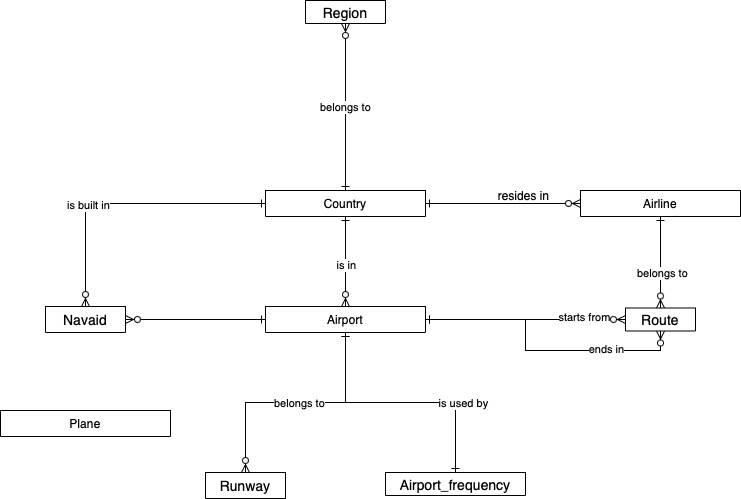 Region
belongs to
is built in
Country
resides in
Airline
is in
belongs to
Navaid
Airport
starts from
Route
ends in
belongs to
is used by
Plane
Runway
Airport_frequency